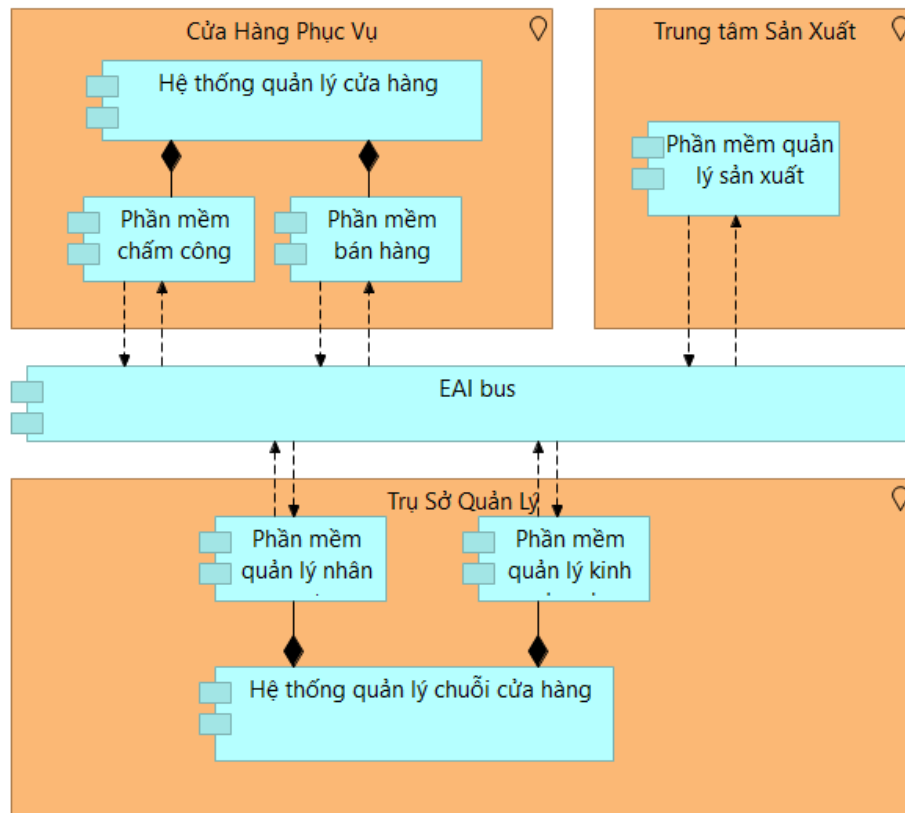 Cửa Hàng Phục Vụ
Hệ thống quản lý cửa hàng
Phần mềm
chấm công
Phần mềm
bán hàng
Trung tâm Sản Xuất
Phần mềm quản
lý sản xuất
EAI bus
Trụ Sở Quản Lý
Phần mềm
quản lý nhân
Phần mềm
quản lý kinh
Hệ thống quản lý chuỗi cửa hàng